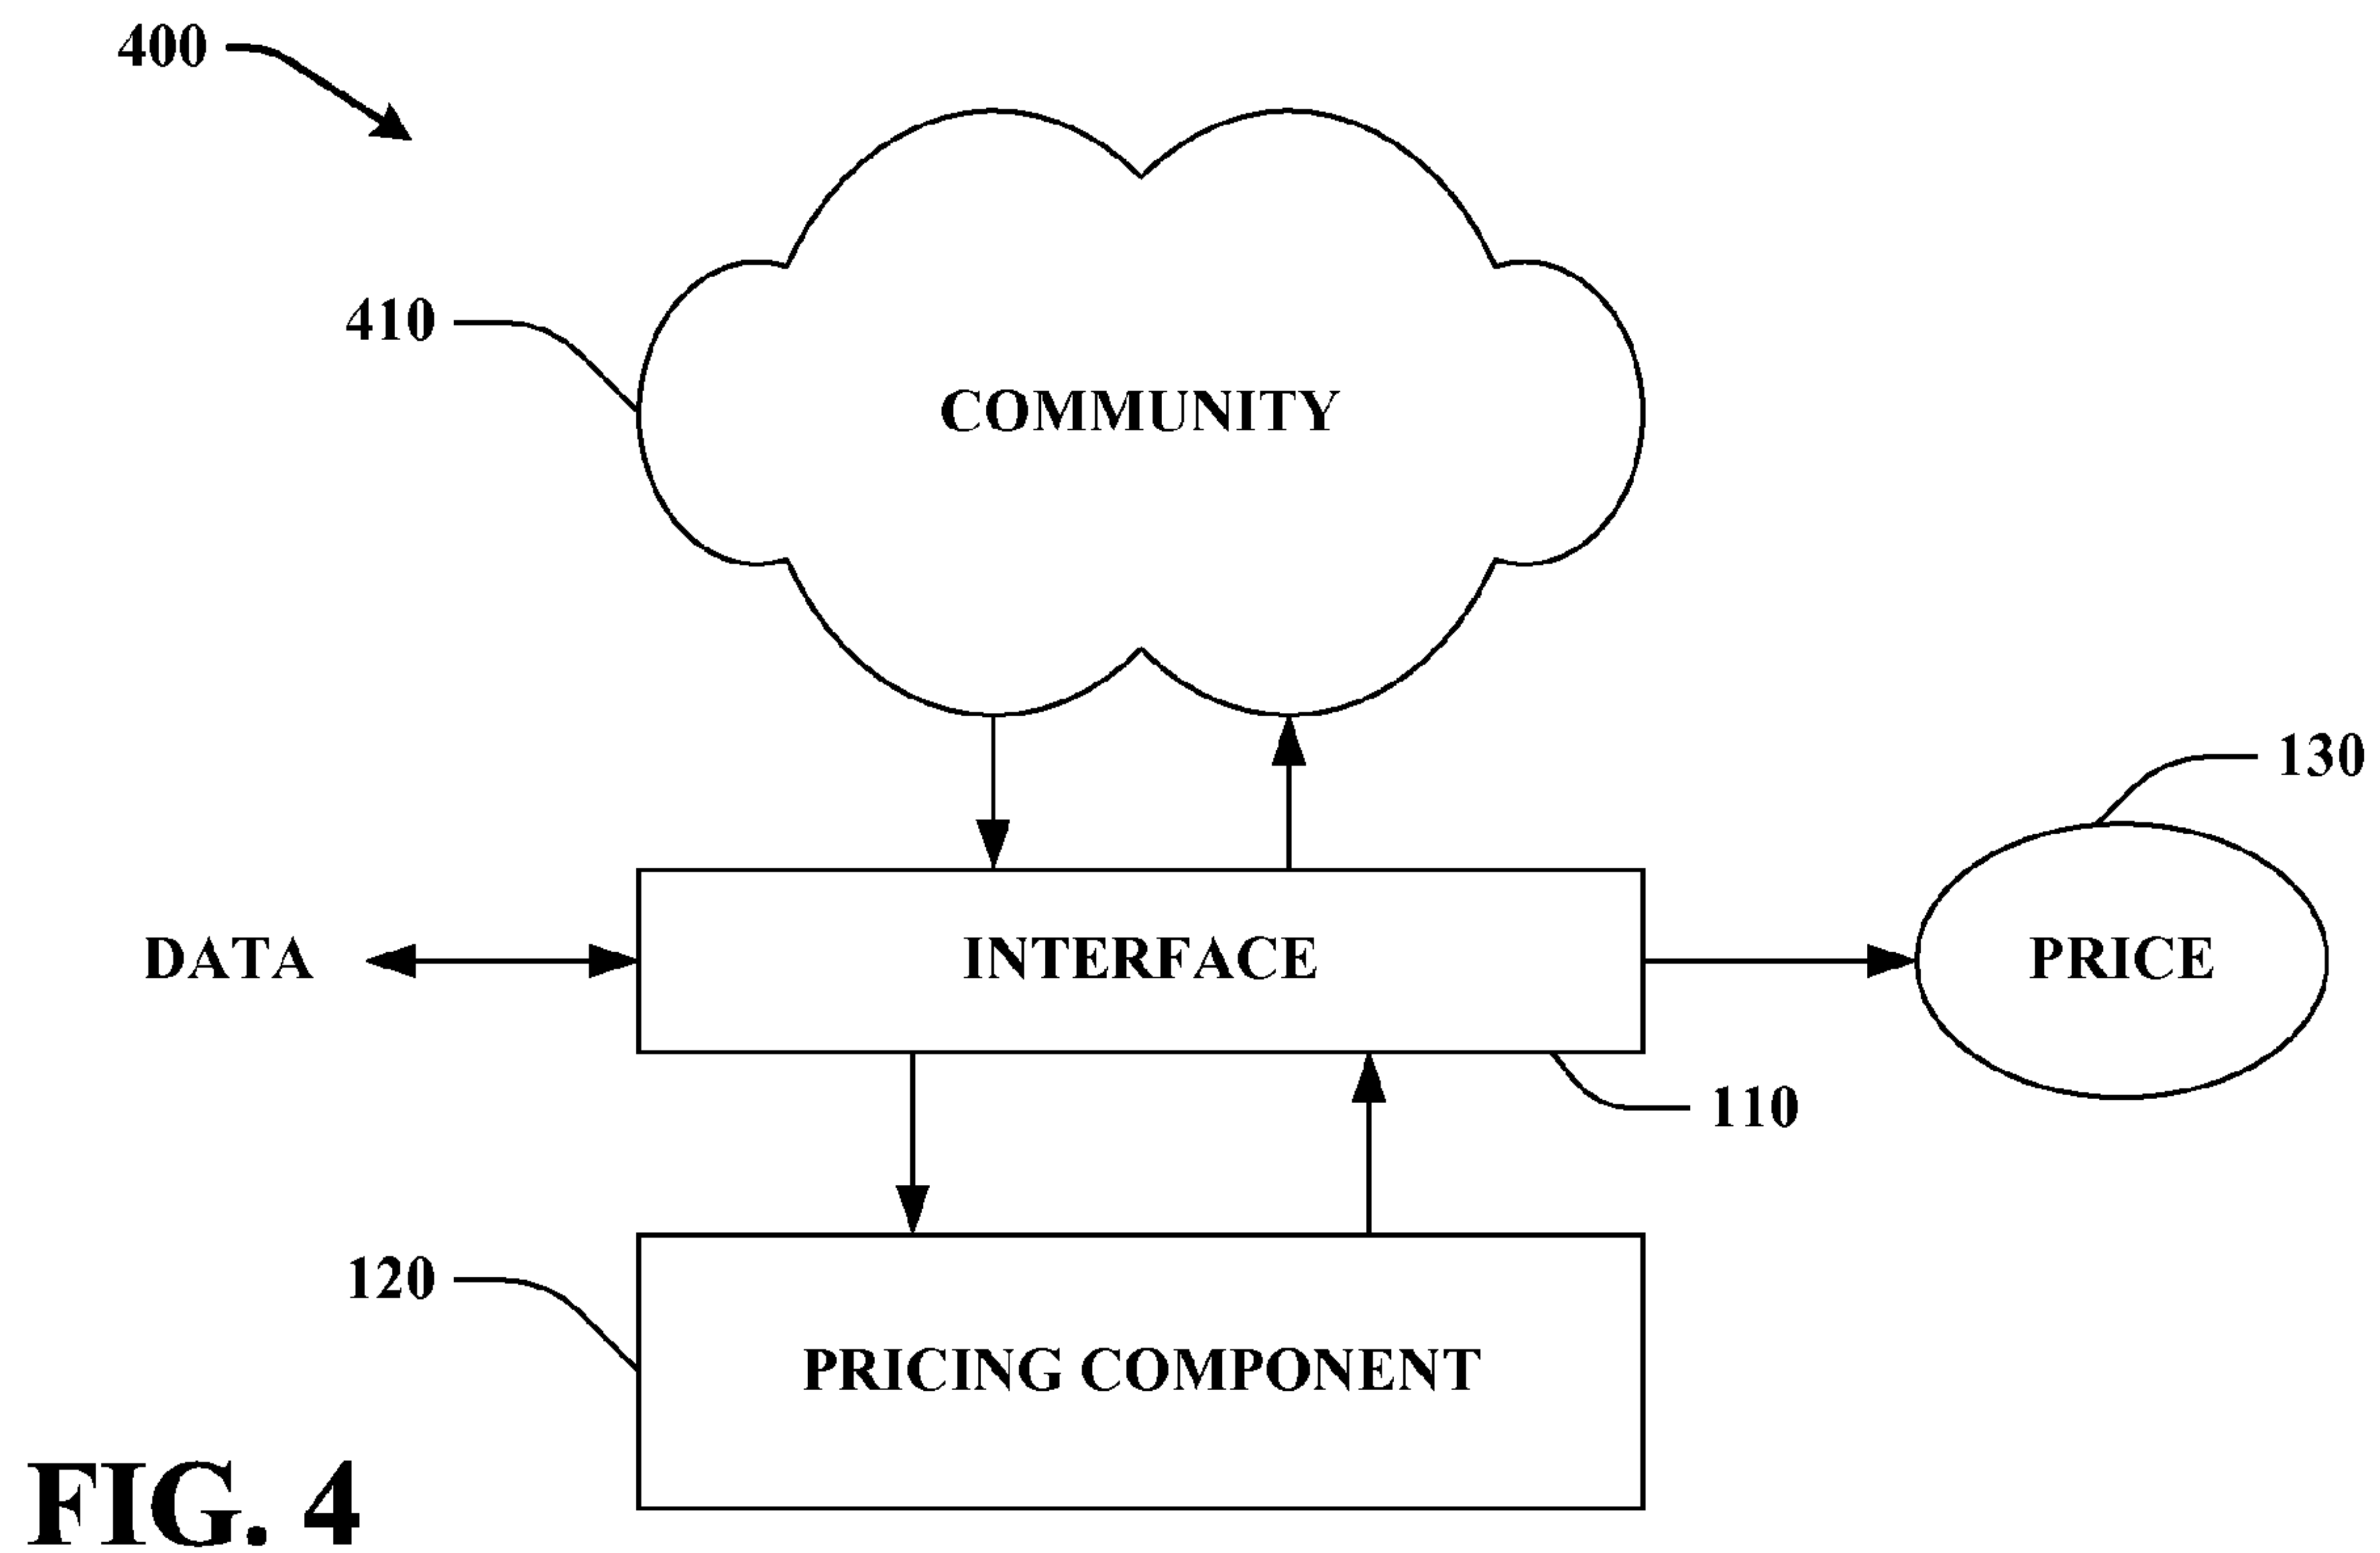 400
410
COMMUNITY
130
DATA
INTERFACE
PRICE
110
120
PRICING COMPONENT
FIG. 4